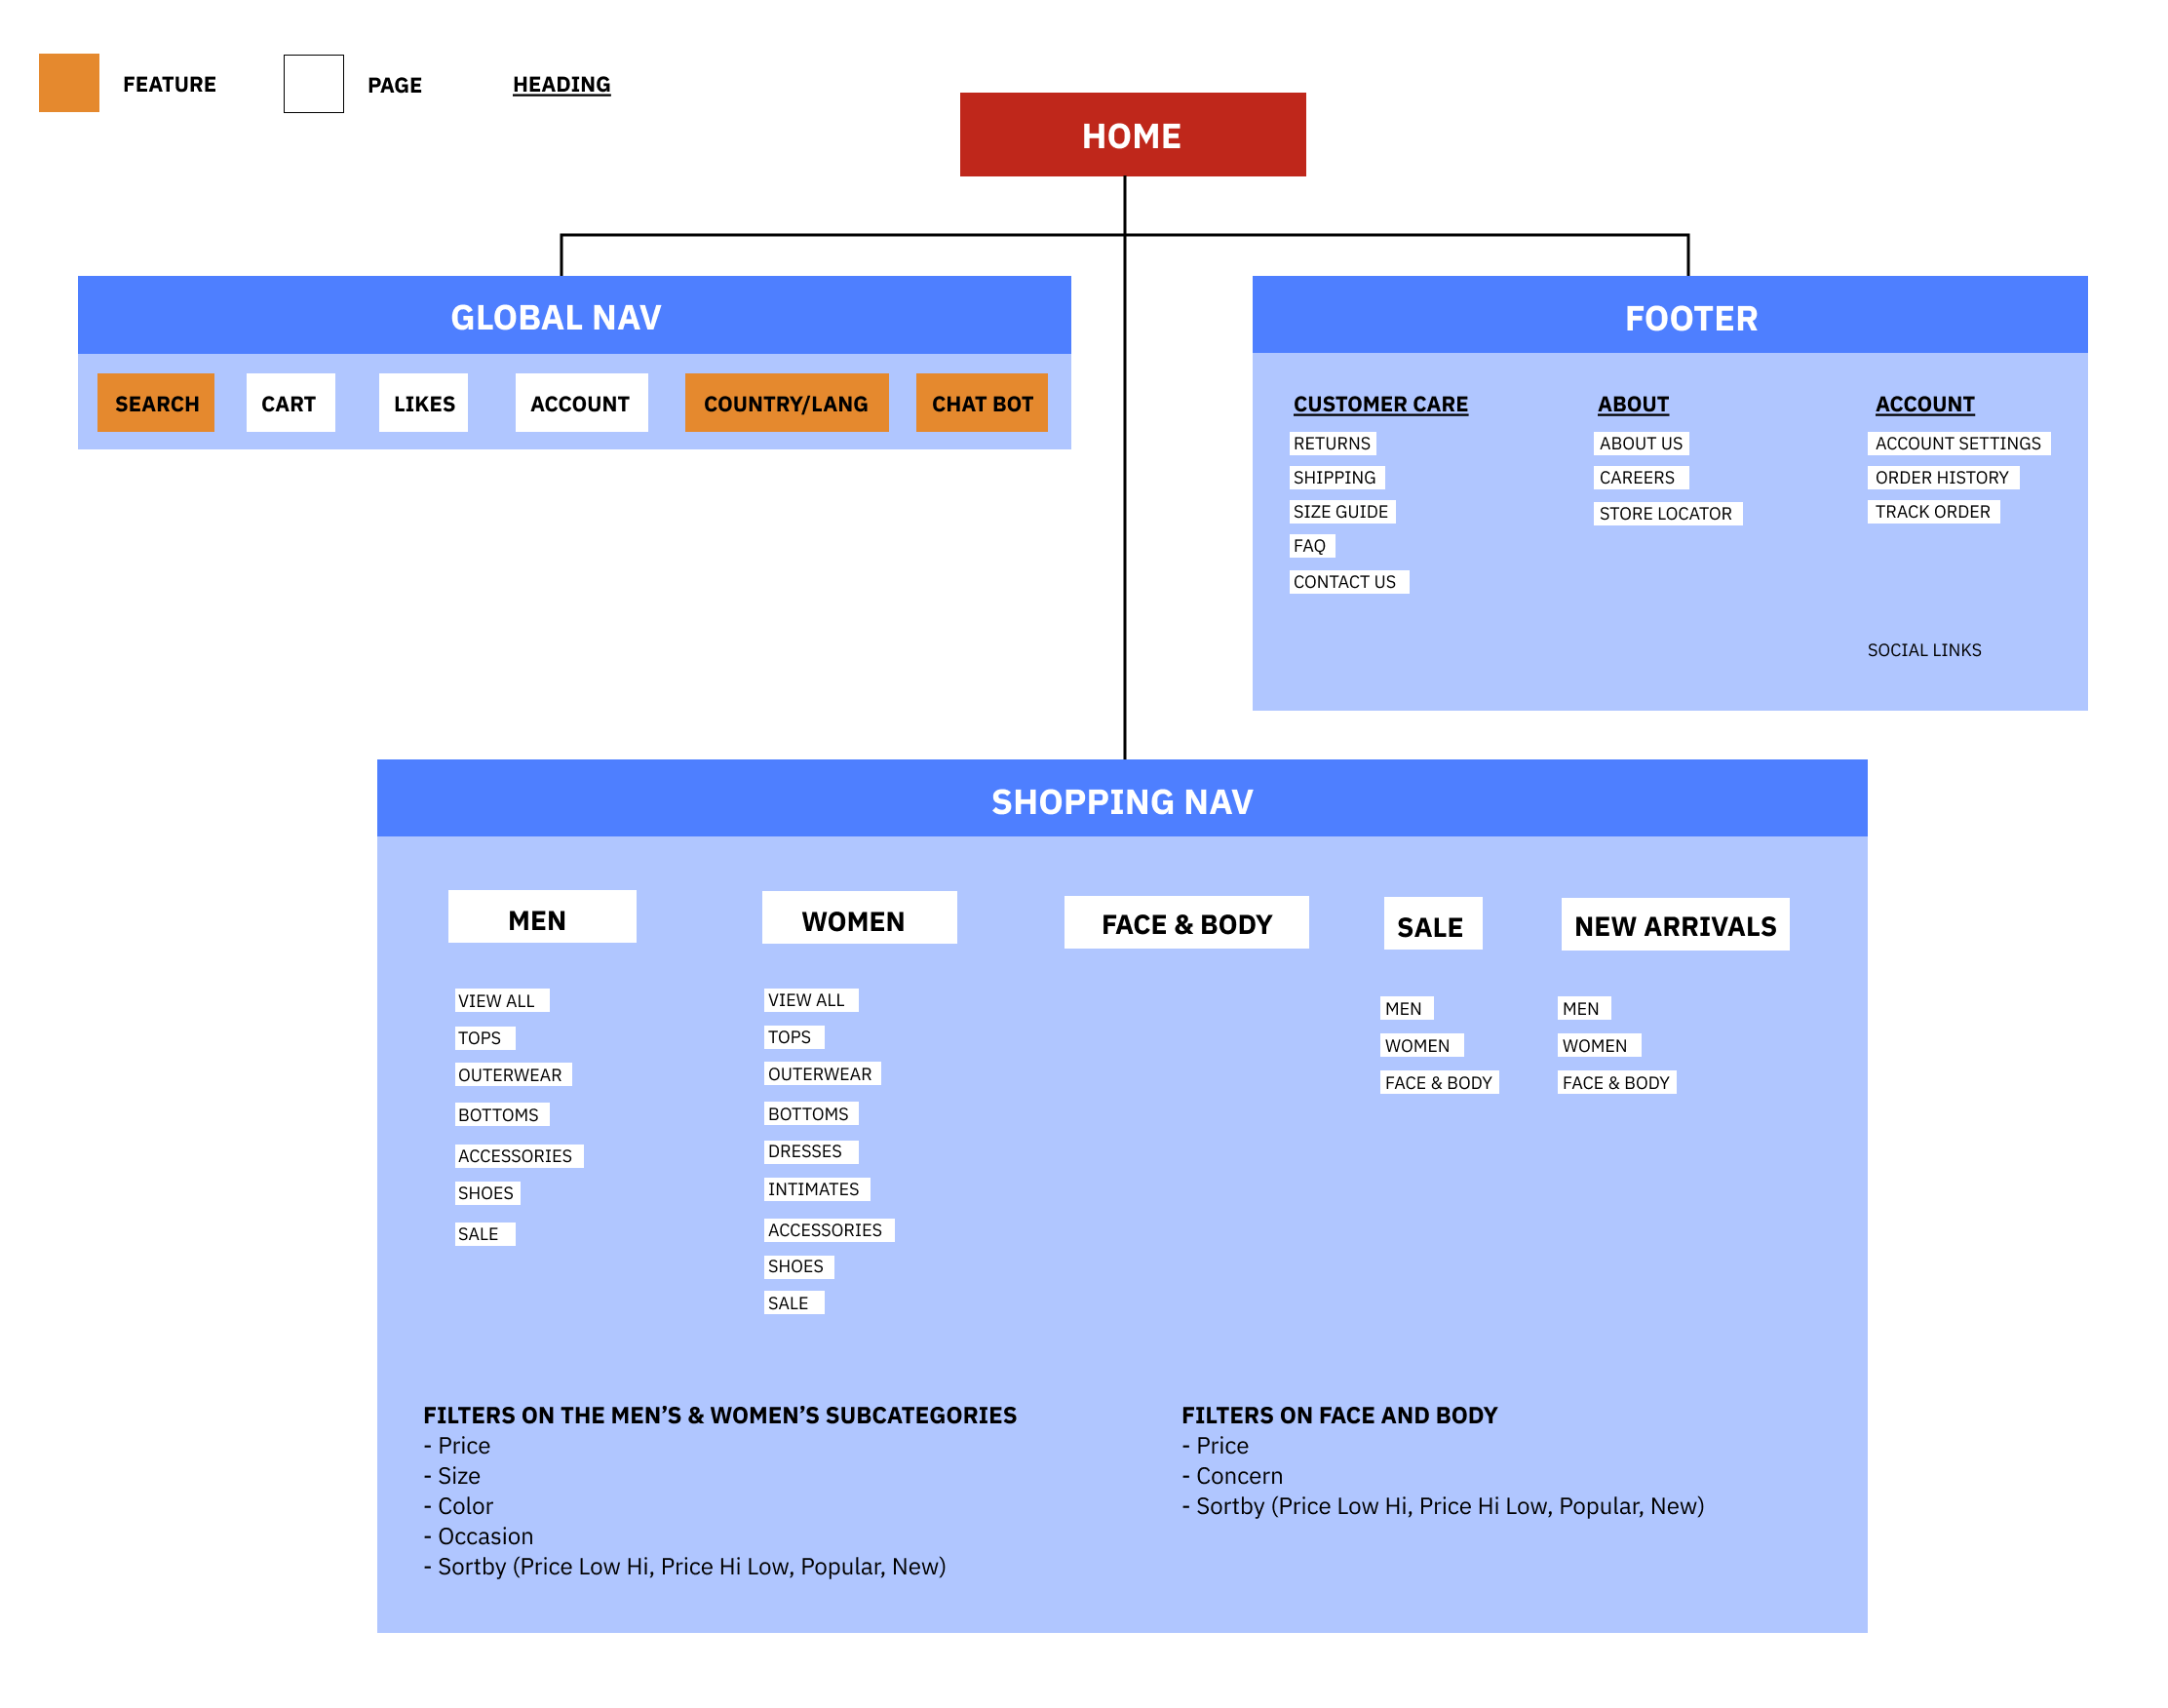 FEATURE
PAGE
HEADING
HOME
GLOBAL NAV
SEARCH
CART
LIKES
ACCOUNT
COUNTRY/LANG
CHAT BOT
FOOTER
CUSTOMER CARE
RETURNS
SHIPPING
SIZE GUIDE
FAQ
CONTACT US
ABOUT
ABOUT US
CAREERS
STORE LOCATOR
ACCOUNT
ACCOUNT SETTINGS
ORDER HISTORY
TRACK ORDER
SOCIAL LINKS
SHOPPING NAV
MEN
VIEW ALL
TOPS
OUTERWEAR
BOTTOMS
ACCESSORIES
SHOES
SALE
WOMEN
VIEW ALL
TOPS
OUTERWEAR
BOTTOMS
DRESSES
INTIMATES
ACCESSORIES
SHOES
SALE
FACE & BODY
SALE
MEN
WOMEN
FACE & BODY
NEW ARRIVALS
MEN
WOMEN
FACE & BODY
FILTERS ON THE MEN’S & WOMEN’S SUBCATEGORIES
- Price
- Size
- Color
- Occasion
- Sortby (Price Low Hi, Price Hi Low, Popular, New)
FILTERS ON FACE AND BODY
- Price
- Concern
- Sortby (Price Low Hi, Price Hi Low, Popular, New)